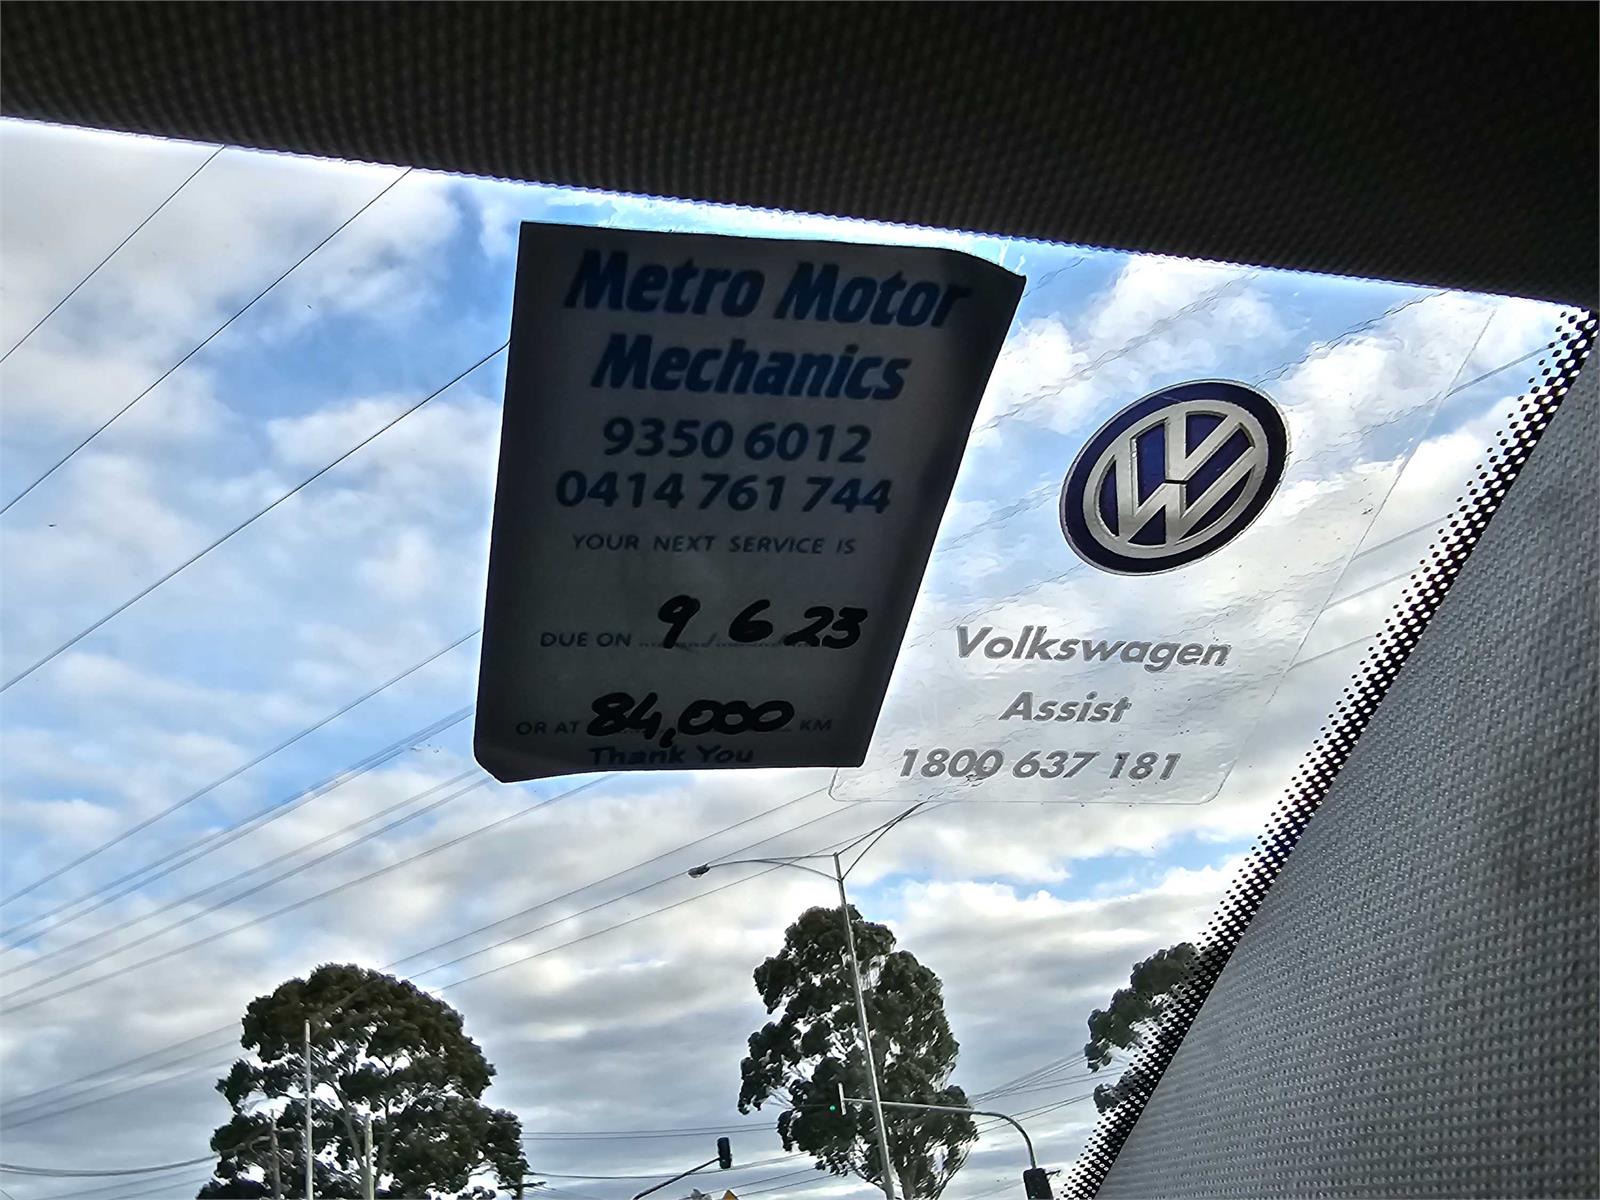 Metro Motor
Mechanics
9350 6012
0414 761 744
YOUR NEXT SERVICE IS
DUE ON 9/6/23
OR AT 84,000 KM
Thank You
VW
Volkswagen
Assist
1800 637 181